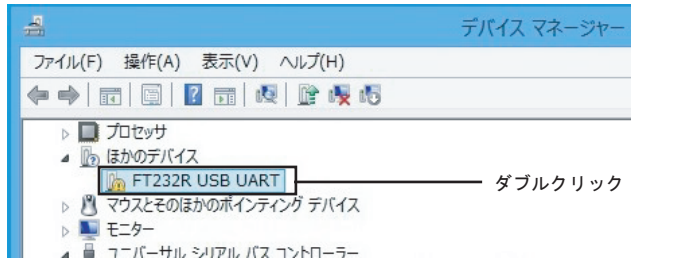 デバイス マネージャー
ファイル(F) 操作(A) 表示(V) ヘルプ(H)
プロセッサ
ほかのデバイス
FT232R USB UART
ダブルクリック
マウスとそのほかのポインティング デバイス
モニター
ユニバーサル シリアル バス コントローラー